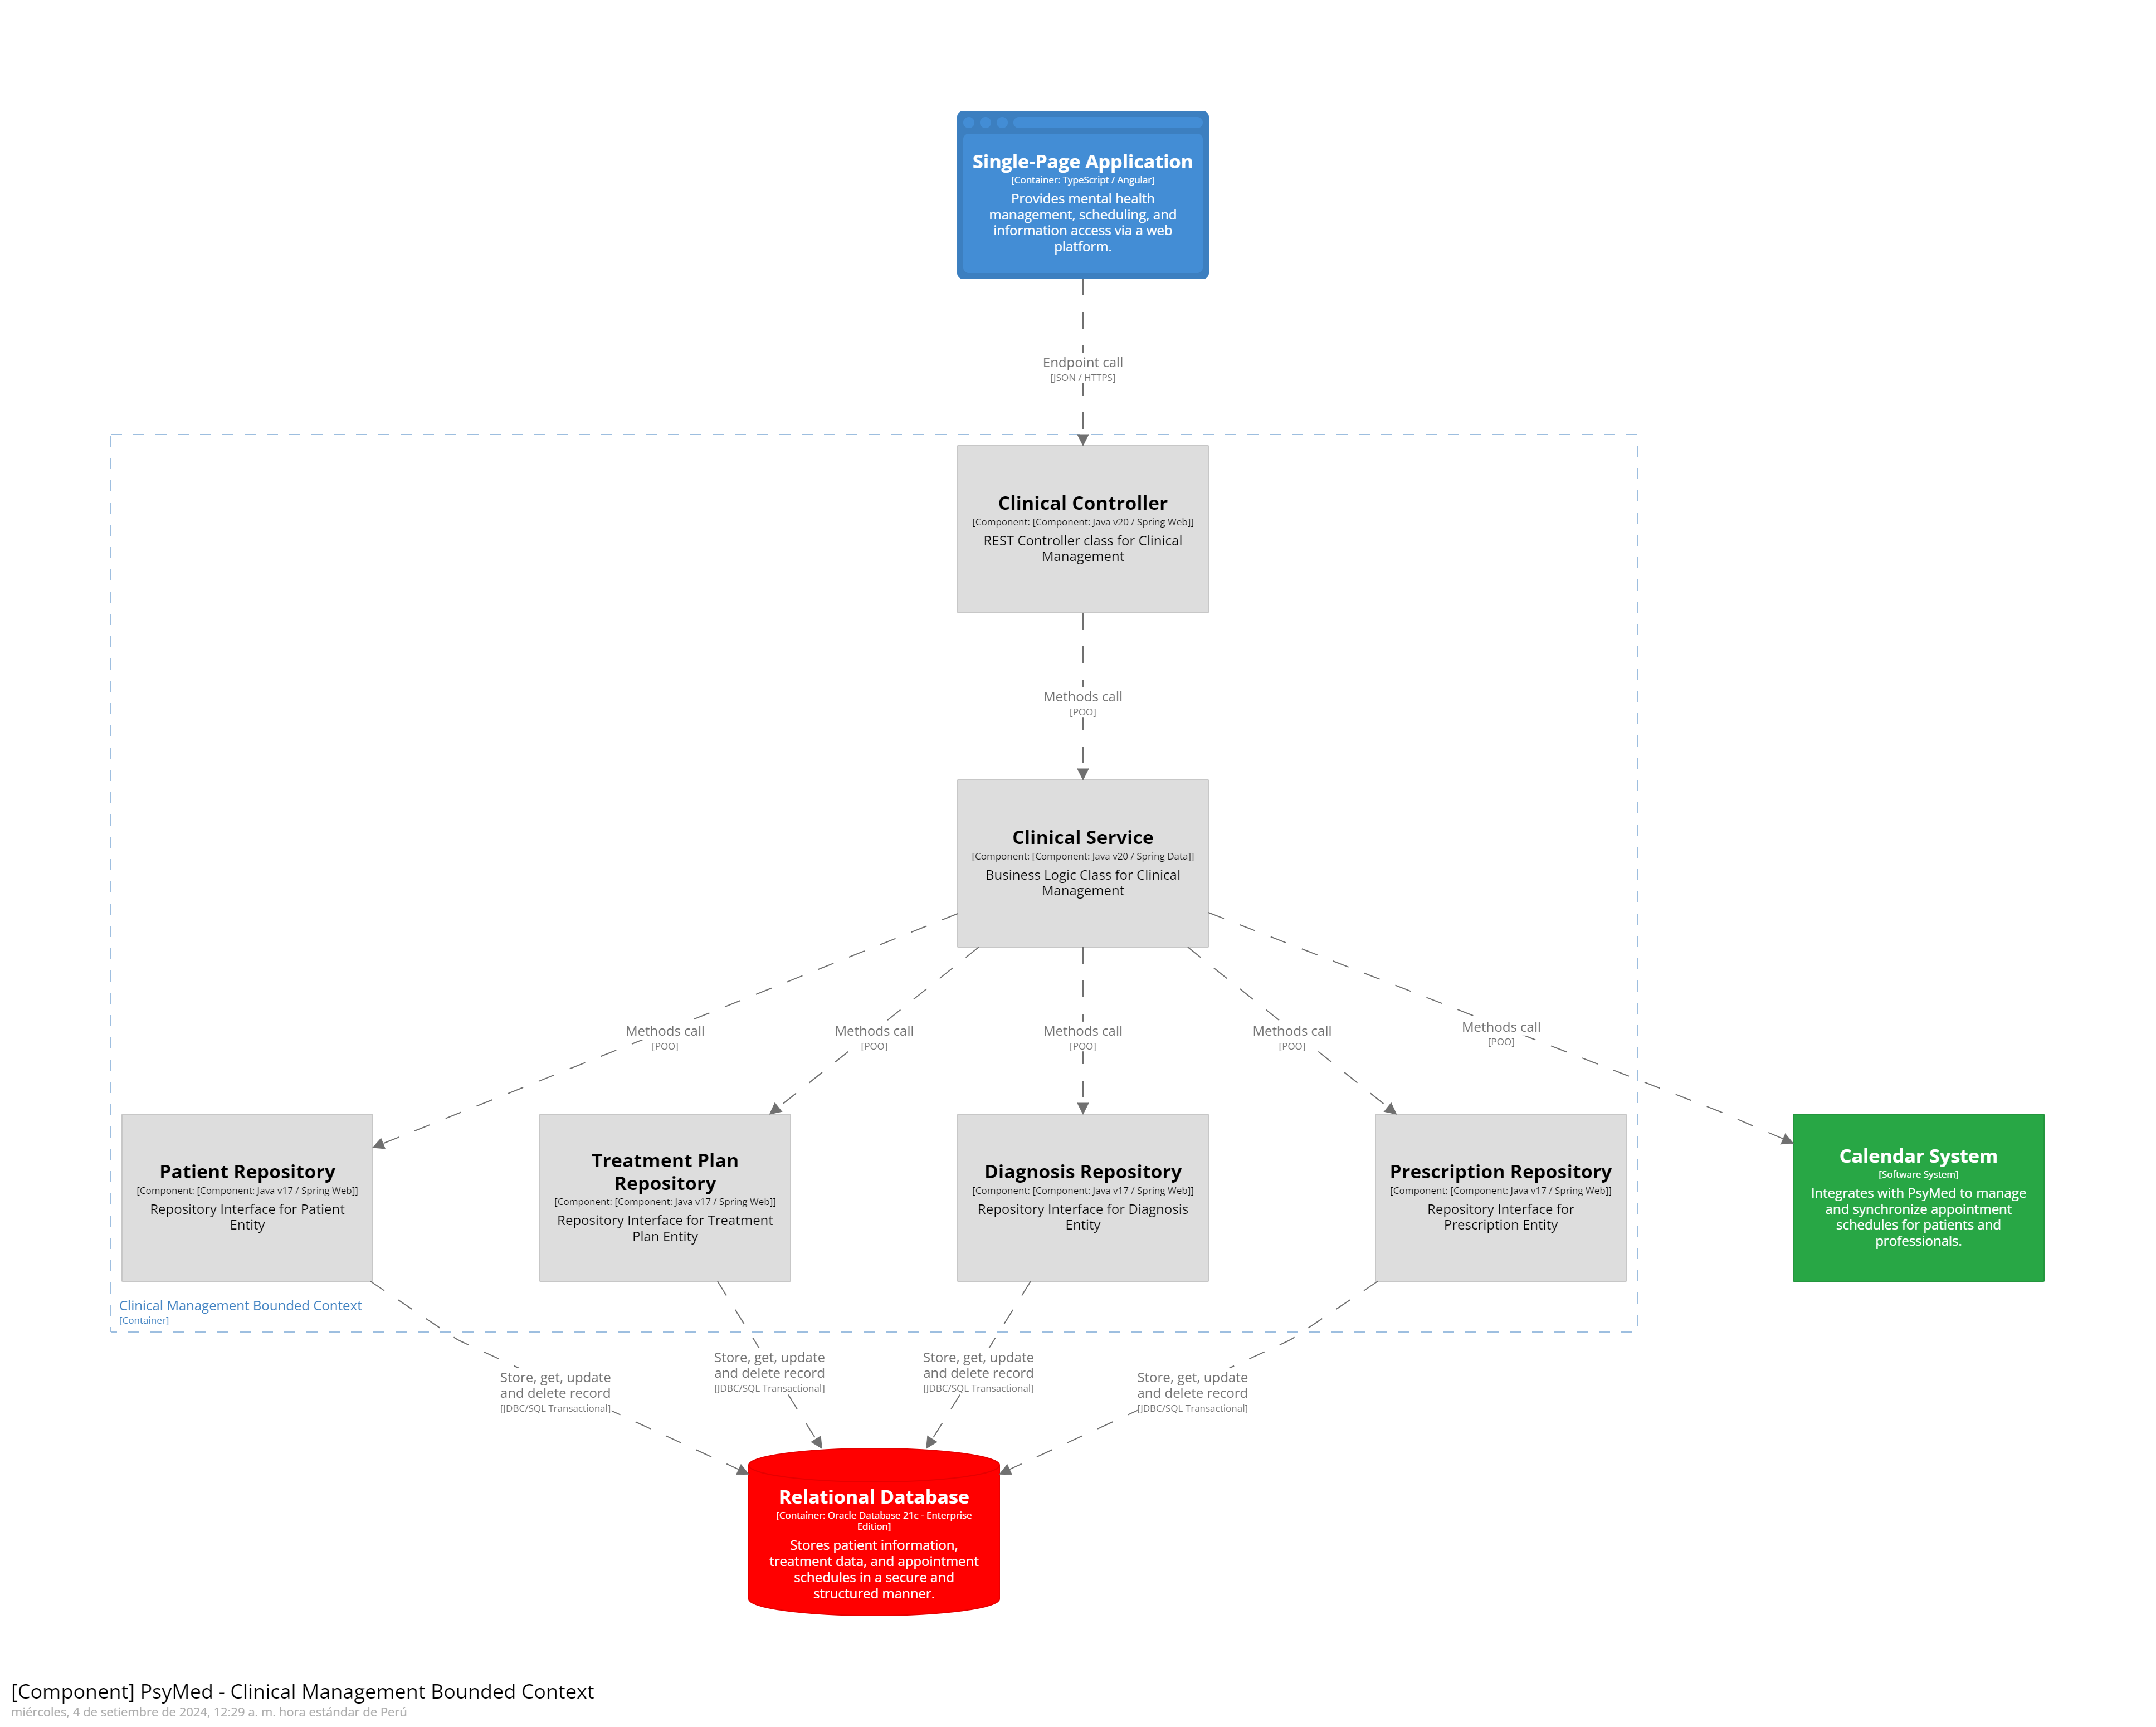 Single-Page Application
[Container: TypeScript / Angular]
Provides mental health
management, scheduling, and
information access via a web
platform.
Endpoint call
[JSON / HTTPS]
Clinical Controller
[Component: [Component: Java v20 / Spring Web]]
REST Controller class for Clinical
Management
Methods call
[POO]
Clinical Service
[Component: [Component: Java v20 / Spring Data]]
Business Logic Class for Clinical
Management
Methods call
[POO]
Methods call
[POO]
Methods call
[POO]
Methods call
[POO]
Methods call
[POO]
Patient Repository
[Component: [Component: Java v17 / Spring Web]]
Repository Interface for Patient
Entity
Treatment Plan
Repository
[Component: [Component: Java v17 / Spring Web]]
Repository Interface for Treatment
Plan Entity
Diagnosis Repository
[Component: [Component: Java v17 / Spring Web]]
Repository Interface for Diagnosis
Entity
Prescription Repository
[Component: [Component: Java v17 / Spring Web]]
Repository Interface for
Prescription Entity
Calendar System
[Software System]
Integrates with PsyMed to manage
and synchronize appointment
schedules for patients and
professionals.
Clinical Management Bounded Context
[Container]
Store, get, update
and delete record
[JDBC/SQL Transactional]
Store, get, update
and delete record
[JDBC/SQL Transactional]
Store, get, update
and delete record
[JDBC/SQL Transactional]
Store, get, update
and delete record
[JDBC/SQL Transactional]
Relational Database
[Container: Oracle Database 21c - Enterprise
Edition]
Stores patient information,
treatment data, and appointment
schedules in a secure and
structured manner.
[Component] PsyMed - Clinical Management Bounded Context
miércoles, 4 de setiembre de 2024, 12:29 a. m. hora estándar de Perú